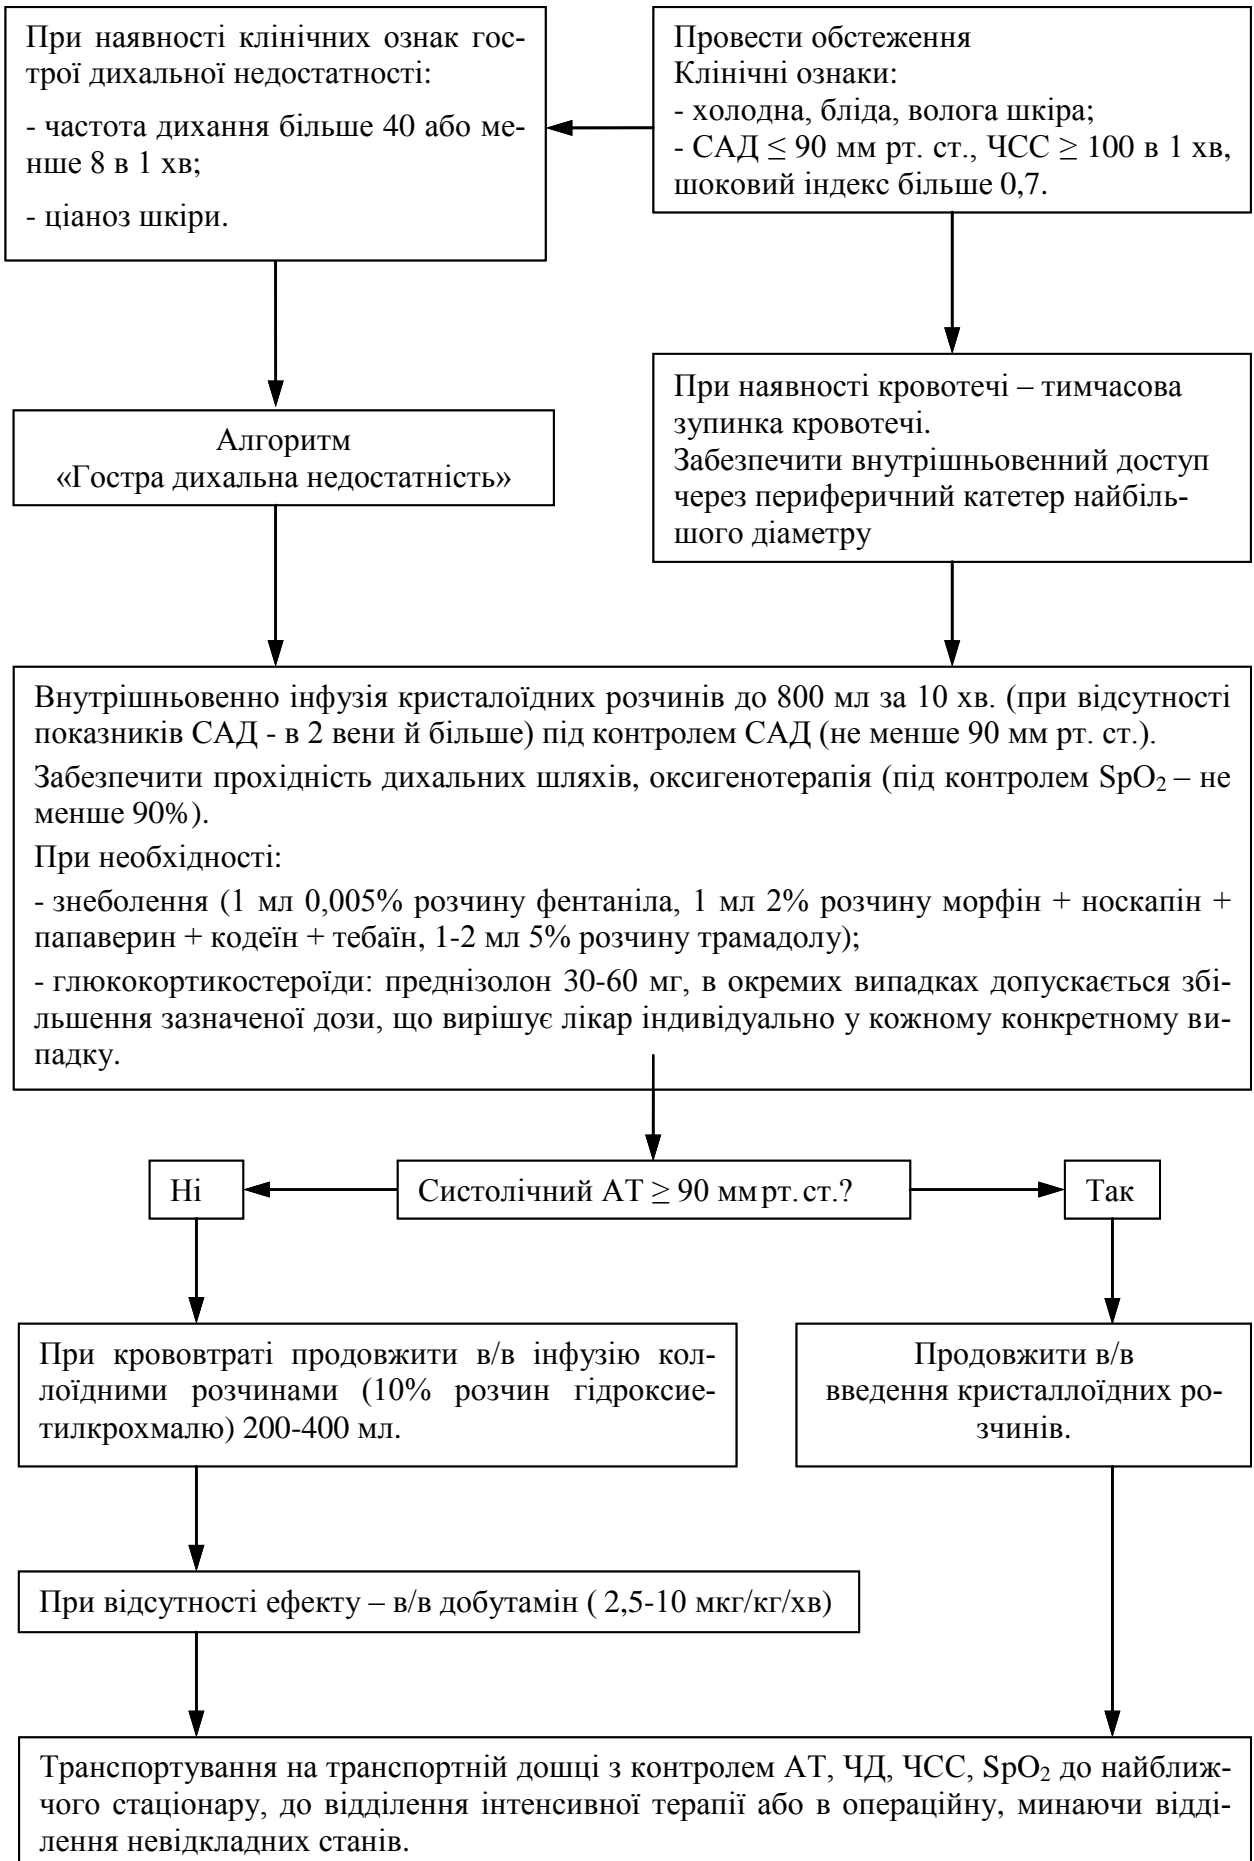 При наявності клінічних ознак гос-
трої дихальної недостатності:
- частота дихання більше 40 або ме-
нше 8 в 1 хв;
- ціаноз шкіри.
Провести обстеження
Клінічні ознаки:
- холодна, бліда, волога шкіра;
- САД ≤ 90 мм рт. ст., ЧСС ≥ 100 в 1 хв,
шоковий індекс більше 0,7.
Алгоритм
«Гостра дихальна недостатність»
При наявності кровотечі – тимчасова
зупинка кровотечі.
Забезпечити внутрішньовенний доступ
через периферичний катетер найбіль-
шого діаметру
Внутрішньовенно інфузія кристалоїдних розчинів до 800 мл за 10 хв. (при відсутності
показників САД - в 2 вени й більше) під контролем САД (не менше 90 мм рт. ст.).
Забезпечити прохідність дихальних шляхів, оксигенотерапія (під контролем SpO₂ – не
менше 90%).
При необхідності:
- знеболення (1 мл 0,005% розчину фентаніла, 1 мл 2% розчину морфін + носкапін +
папаверин + кодеїн + тебаїн, 1-2 мл 5% розчину трамадолу);
- глюкокортикостероїди: преднізолон 30-60 мг, в окремих випадках допускається збі-
льшення зазначеної дози, що вирішує лікар індивідуально у кожному конкретному ви-
падку.
Ні
Систолічний АТ ≥ 90 мм рт. ст.?
Так
При крововтраті продовжити в/в інфузію кол-
лоїдними розчинами (10% розчин гідроксие-
тилкрохмалю) 200-400 мл.
Продовжити в/в
введення кристаллоїдних ро-
зчинів.
При відсутності ефекту – в/в добутамін ( 2,5-10 мкг/кг/хв)
Транспортування на транспортній дошці з контролем АТ, ЧД, ЧСС, SpO₂ до найближ-
чого стаціонару, до відділення інтенсивної терапії або в операційну, минаючи відді-
лення невідкладних станів.